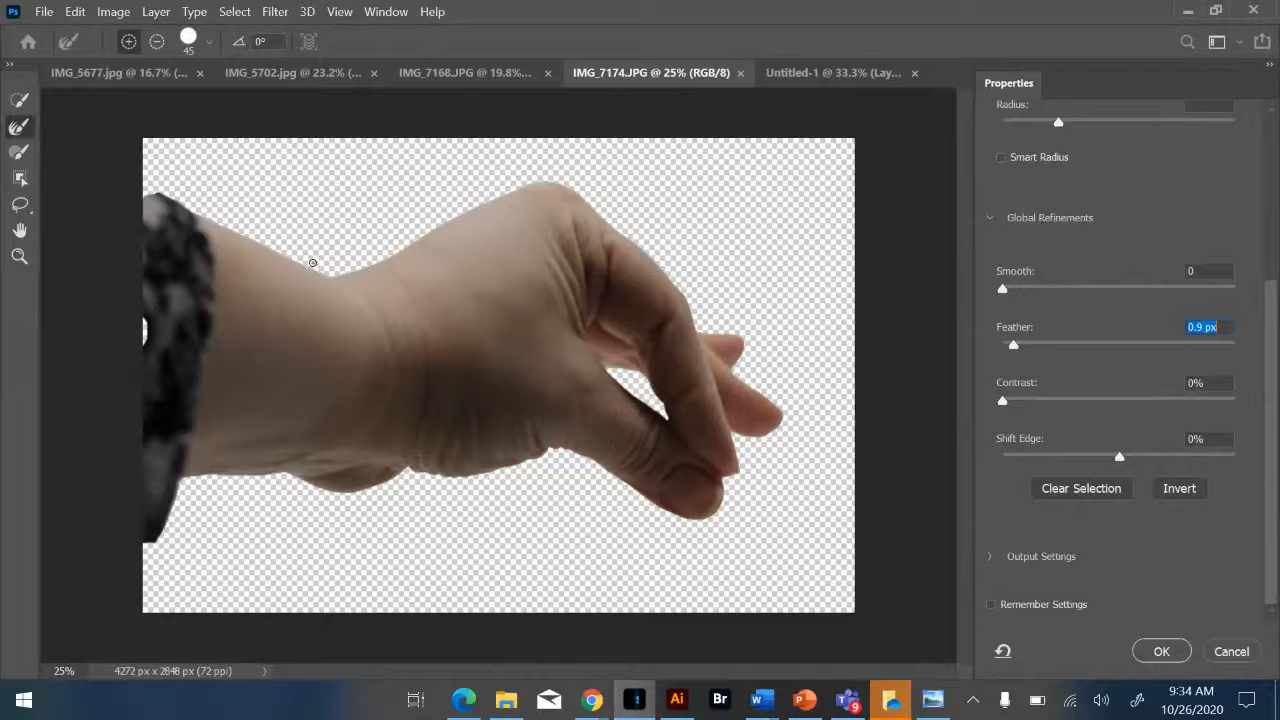 Ps File Edit Image Layer Type Select Filter 3D View Window Help
45 0°
IMG_5677.jpg @ 16.7% (... × IMG_5702.jpg @ 23.2% (... × IMG_7168.JPG @ 19.8%... × IMG_7174.JPG @ 25% (RGB/8) × Untitled-1 @ 33.3% (Lay... ×
Properties
Radius:
Smart Radius
Global Refinements
Smooth: 0
Feather: 0.9 px
Contrast: 0%
Shift Edge: 0%
Clear Selection Invert
Output Settings
Remember Settings
OK Cancel
25% 4272 px x 2848 px (72 ppi)
Ai Br 9
9:34 AM
10/26/2020